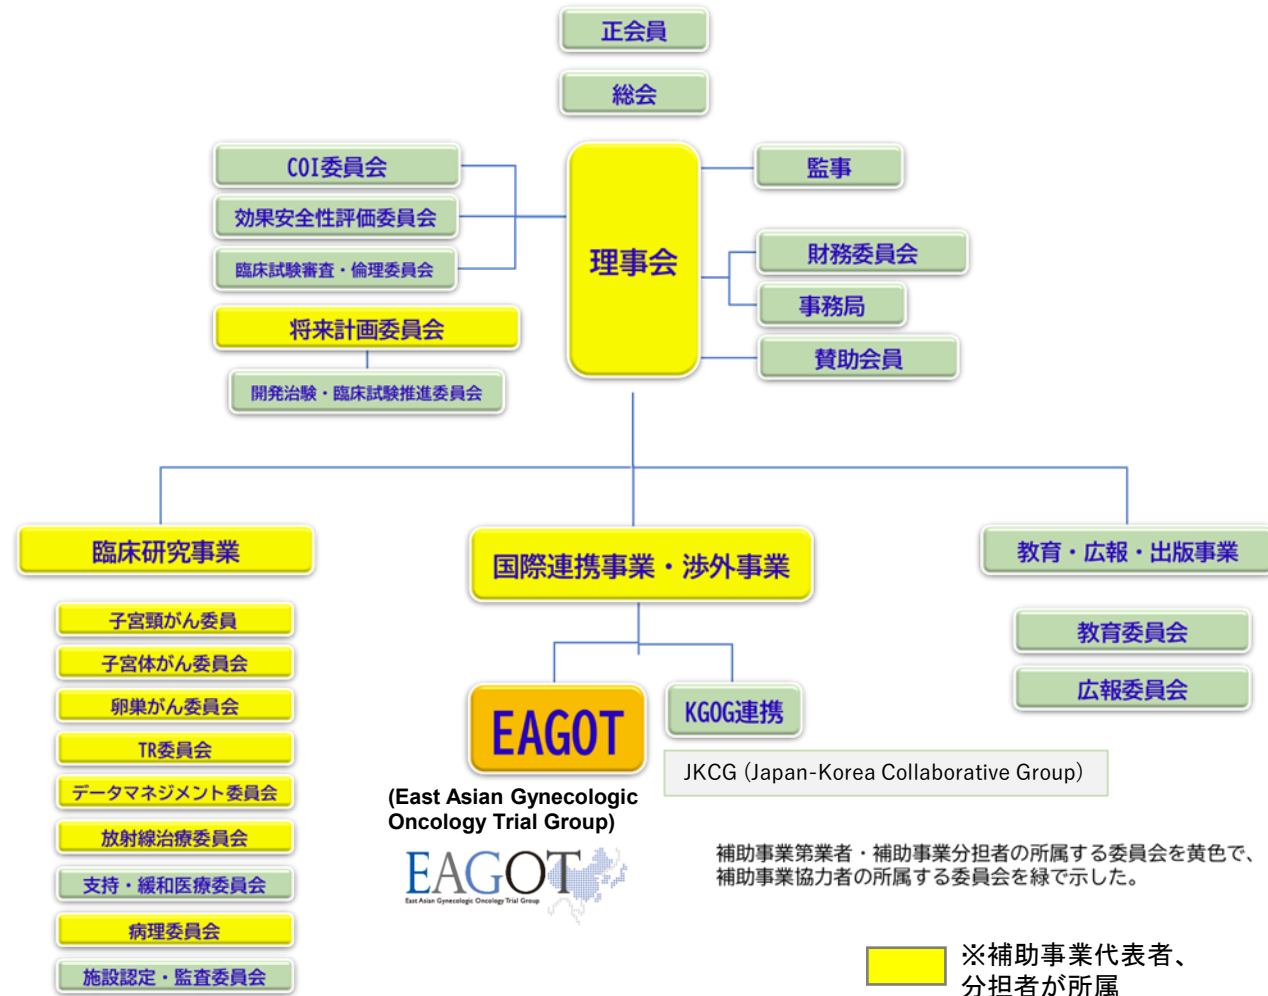 正会員
総会
COI委員会
効果安全性評価委員会
臨床試験審査・倫理委員会
将来計画委員会
開発治験・臨床試験推進委員会
理事会
監事
財務委員会
事務局
賛助会員
臨床研究事業
国際連携事業・渉外事業
教育・広報・出版事業
子宮頸がん委員
子宮体がん委員会
卵巣がん委員会
TR委員会
データマネジメント委員会
放射線治療委員会
支持・緩和医療委員会
病理委員会
施設認定・監査委員会
EAGOT
(East Asian Gynecologic
Oncology Trial Group)
EAGOT
East Asian Gynecologic Oncology Trial Group
KGOG連携
JKCG (Japan-Korea Collaborative Group)
教育委員会
広報委員会
補助事業第業者・補助事業分担者の所属する委員会を黄色で、
補助事業協力者の所属する委員会を緑で示した。
※補助事業代表者、
分担者が所属